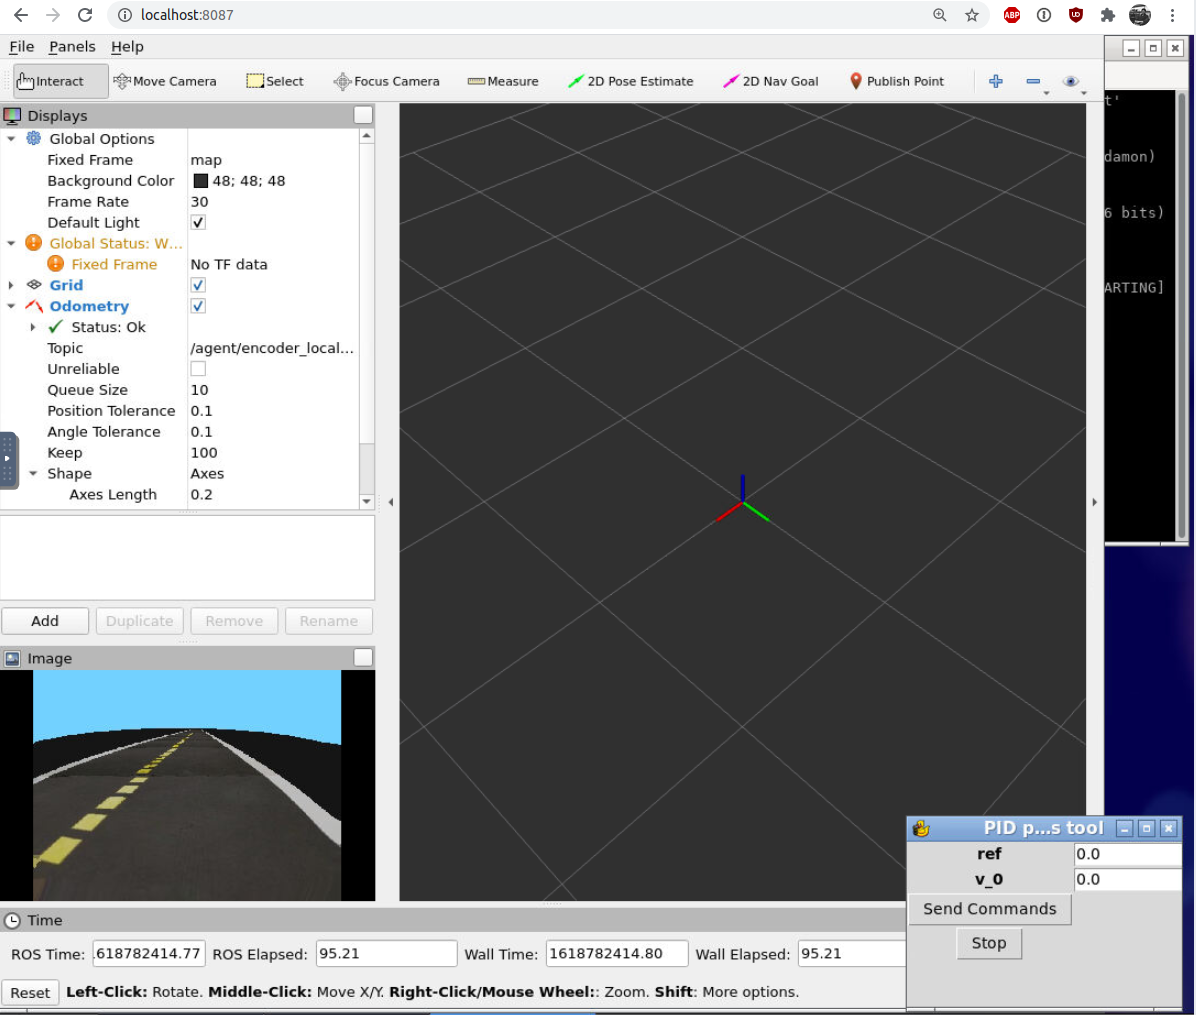 localhost:8087
ABP
UD
File Panels Help
Interact Move Camera Select Focus Camera Measure 2D Pose Estimate 2D Nav Goal Publish Point
t'
Displays
Global Options
Fixed Frame map
damon)
Background Color 48; 48; 48
Frame Rate 30
6 bits)
Default Light
Global Status: W...
Fixed Frame No TF data
Grid
ARTING]
Odometry
Status: Ok
Topic /agent/encoder_local...
Unreliable
Queue Size 10
Position Tolerance 0.1
Angle Tolerance 0.1
Keep 100
Shape Axes
Axes Length 0.2
Add Duplicate Remove Rename
Image
PID p...s tool
ref 0.0
v_0 0.0
Send Commands
Stop
Time
ROS Time: .618782414.77 ROS Elapsed: 95.21 Wall Time: 1618782414.80 Wall Elapsed: 95.21
Reset Left-Click: Rotate. Middle-Click: Move X/Y. Right-Click/Mouse Wheel:: Zoom. Shift: More options.